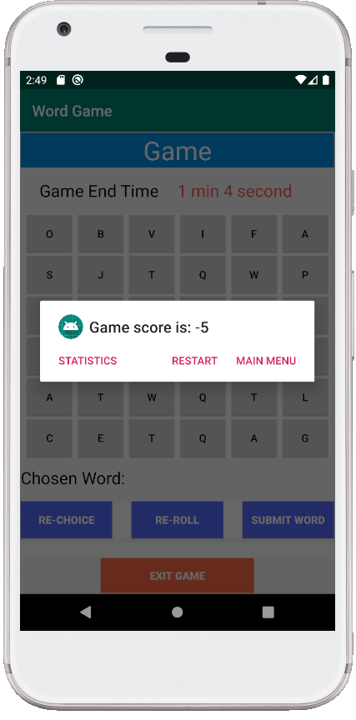 2:49
Word Game
Game
Game End Time 1 min 4 second
O B V I F A
S J T Q W P
Game score is: -5
STATISTICS RESTART MAIN MENU
A T W Q T L
C E T Q A G
Chosen Word:
RE-CHOICE RE-ROLL SUBMIT WORD
EXIT GAME